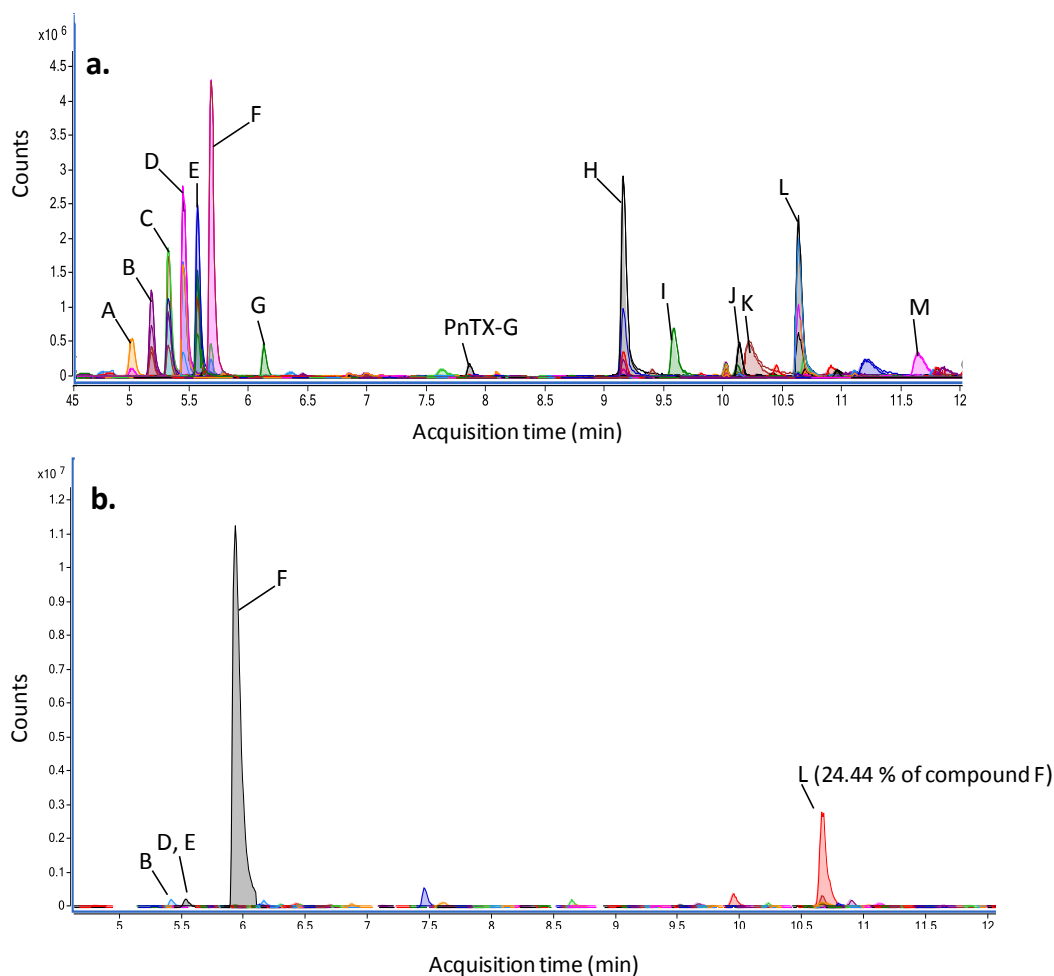 x10 6
a.
4.5
4
3.5
3
2.5
2
1.5
1
0.5
0
Counts
A
B
C
D
E
F
G
PnTX-G
H
I
J
K
L
M
45 5 5.5 6 6.5 7 7.5 8 8.5 9 9.5 10 10.5 11 11.5 12
Acquisition time (min)
x10 7
b.
1.2
1.1
1
0.9
0.8
0.7
0.6
0.5
0.4
0.3
0.2
0.1
0
Counts
B
D, E
F
L (24.44 % of compound F)
5 5.5 6 6.5 7 7.5 8 8.5 9 9.5 10 10.5 11 11.5 12
Acquisition time (min)